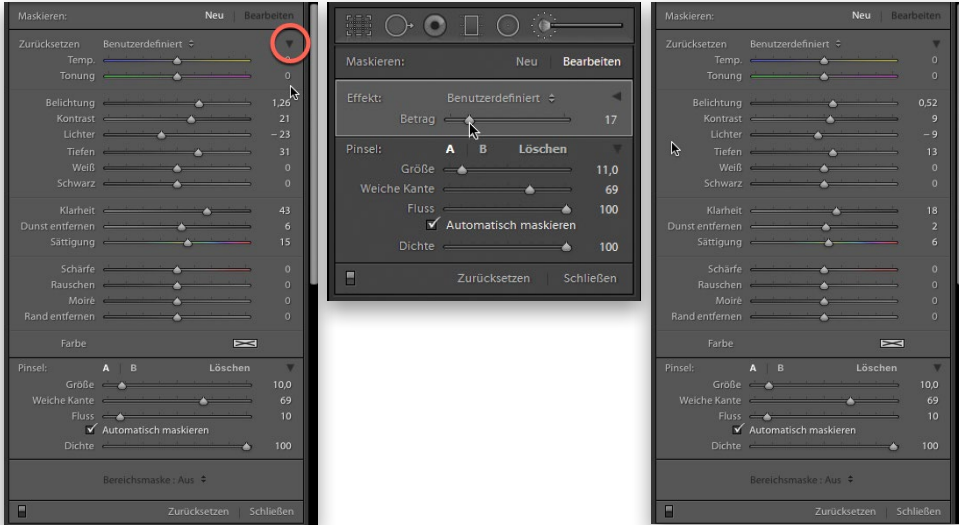 Maskieren: Neu Bearbeiten
Zurücksetzen Benutzerdefiniert
Temp. 0
Tonung 0
Belichtung 1,26
Kontrast 21
Lichter – 23
Tiefen 31
Weiß 0
Schwarz 0
Klarheit 43
Dunst entfernen 6
Sättigung 15
Schärfe 0
Rauschen 0
Moirè 0
Rand entfernen 0
Farbe
Pinsel: A B Löschen
Größe 10,0
Weiche Kante 69
Fluss 10
Automatisch maskieren
Dichte 100
Bereichsmaske : Aus
Zurücksetzen Schließen
Maskieren: Neu Bearbeiten
Effekt: Benutzerdefiniert
Betrag 17
Pinsel: A B Löschen
Größe 11,0
Weiche Kante 69
Fluss 100
Automatisch maskieren
Dichte 100
Zurücksetzen Schließen
Maskieren: Neu Bearbeiten
Zurücksetzen Benutzerdefiniert
Temp. 0
Tonung 0
Belichtung 0,52
Kontrast 9
Lichter – 9
Tiefen 13
Weiß 0
Schwarz 0
Klarheit 18
Dunst entfernen 2
Sättigung 6
Schärfe 0
Rauschen 0
Moirè 0
Rand entfernen 0
Farbe
Pinsel: A B Löschen
Größe 10,0
Weiche Kante 69
Fluss 10
Automatisch maskieren
Dichte 100
Bereichsmaske : Aus
Zurücksetzen Schließen